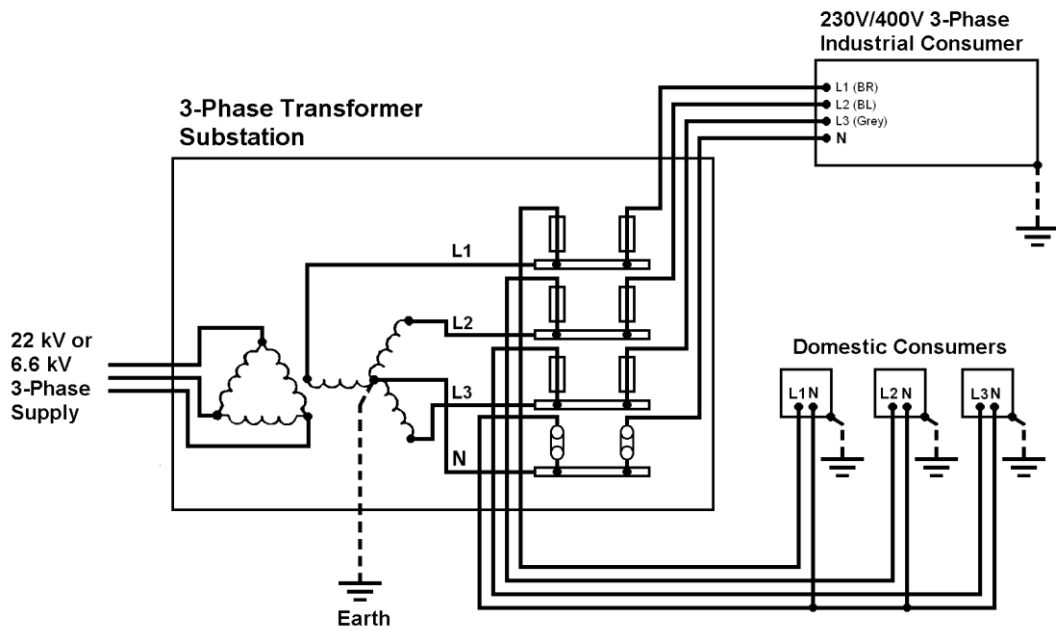 230V/400V 3-Phase
Industrial Consumer
L1 (BR)
L2 (BL)
L3 (Grey)
N
3-Phase Transformer
Substation
L1
L2
L3
N
22 kV or
6.6 kV
3-Phase
Supply
Domestic Consumers
L1 N
L2 N
L3 N
Earth